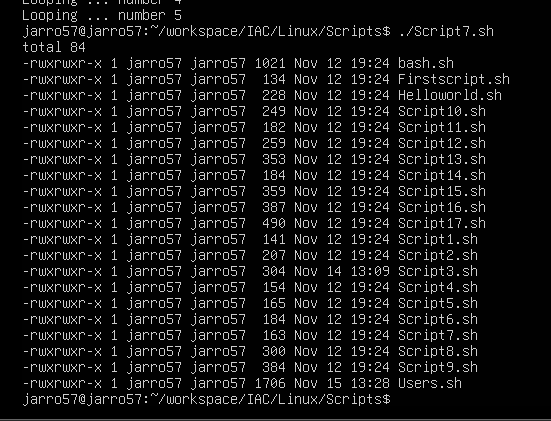 Looping ... number 4
Looping ... number 5
jarro57@jarro57:~/workspace/IAC/Linux/Scripts$ ./Script7.sh
total 84
-rwxrwxr-x 1 jarro57 jarro57 1021 Nov 12 19:24 bash.sh
-rwxrwxr-x 1 jarro57 jarro57  134 Nov 12 19:24 Firstscript.sh
-rwxrwxr-x 1 jarro57 jarro57  228 Nov 12 19:24 Helloworld.sh
-rwxrwxr-x 1 jarro57 jarro57  249 Nov 12 19:24 Script10.sh
-rwxrwxr-x 1 jarro57 jarro57  182 Nov 12 19:24 Script11.sh
-rwxrwxr-x 1 jarro57 jarro57  259 Nov 12 19:24 Script12.sh
-rwxrwxr-x 1 jarro57 jarro57  353 Nov 12 19:24 Script13.sh
-rwxrwxr-x 1 jarro57 jarro57  184 Nov 12 19:24 Script14.sh
-rwxrwxr-x 1 jarro57 jarro57  359 Nov 12 19:24 Script15.sh
-rwxrwxr-x 1 jarro57 jarro57  387 Nov 12 19:24 Script16.sh
-rwxrwxr-x 1 jarro57 jarro57  490 Nov 12 19:24 Script17.sh
-rwxrwxr-x 1 jarro57 jarro57  141 Nov 12 19:24 Script1.sh
-rwxrwxr-x 1 jarro57 jarro57  207 Nov 12 19:24 Script2.sh
-rwxrwxr-x 1 jarro57 jarro57  304 Nov 14 13:09 Script3.sh
-rwxrwxr-x 1 jarro57 jarro57  154 Nov 12 19:24 Script4.sh
-rwxrwxr-x 1 jarro57 jarro57  165 Nov 12 19:24 Script5.sh
-rwxrwxr-x 1 jarro57 jarro57  184 Nov 12 19:24 Script6.sh
-rwxrwxr-x 1 jarro57 jarro57  163 Nov 12 19:24 Script7.sh
-rwxrwxr-x 1 jarro57 jarro57  300 Nov 12 19:24 Script8.sh
-rwxrwxr-x 1 jarro57 jarro57  384 Nov 12 19:24 Script9.sh
-rwxrwxr-x 1 jarro57 jarro57 1706 Nov 15 13:28 Users.sh
jarro57@jarro57:~/workspace/IAC/Linux/Scripts$